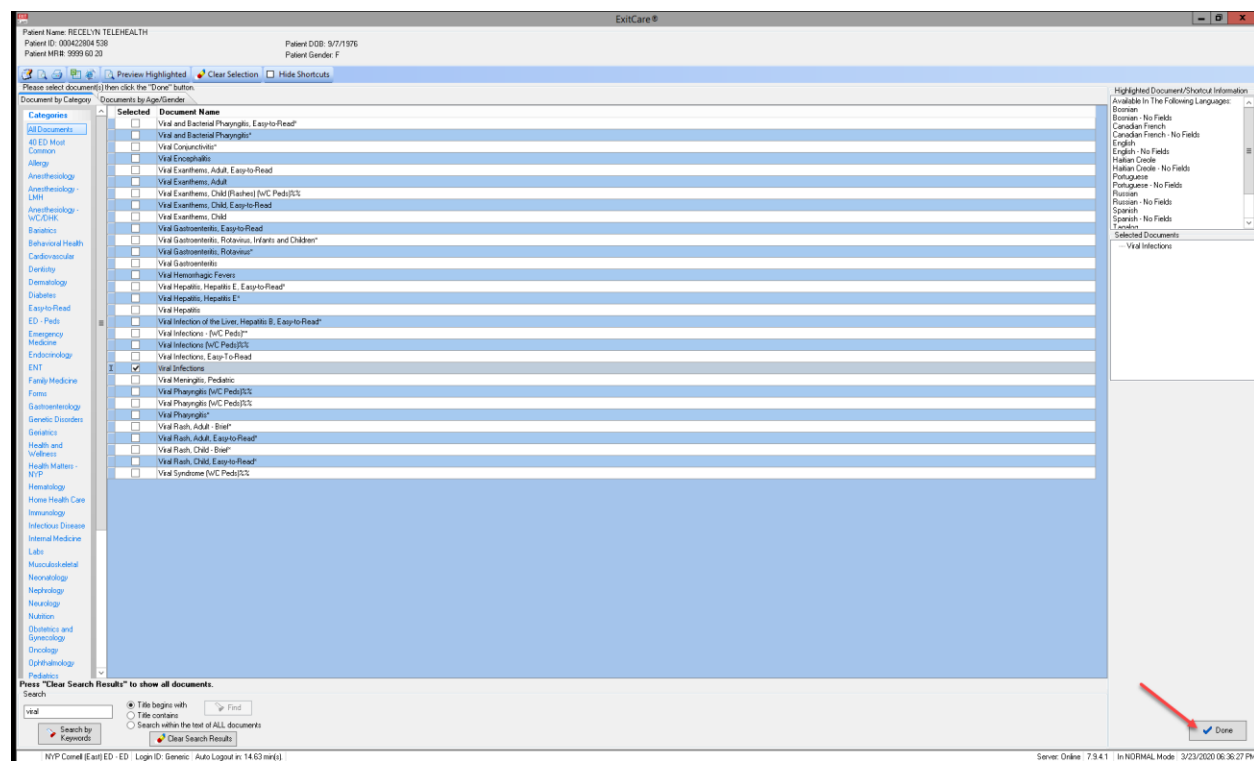 ExitCare®
Patient Name: RECELYN TELEHEALTH
Patient ID: 000422804 538
Patient DOB: 9/7/1976
Patient MR#: 9999 60 20
Patient Gender: F
Preview Highlighted
Clear Selection
Hide Shortcuts
Please select document(s) then click the "Done" button.
Document by Category
Documents by Age/Gender
Categories
All Documents
40 ED Most
Common
Allergy
Anesthesiology
Anesthesiology -
LMH
Anesthesiology -
WC/DHK
Bariatrics
Behavioral Health
Cardiovascular
Dentistry
Dermatology
Diabetes
Easy-to-Read
ED - Peds
Emergency
Medicine
Endocrinology
ENT
Family Medicine
Forms
Gastroenterology
Genetic Disorders
Geriatrics
Health and
Wellness
Health Matters -
NYP
Hematology
Home Health Care
Immunology
Infectious Disease
Internal Medicine
Labs
Musculoskeletal
Neonatology
Nephrology
Neurology
Nutrition
Obstetrics and
Gynecology
Oncology
Ophthalmology
Pediatrics
Selected Document Name
Viral and Bacterial Pharyngitis, Easy-to-Read*
Viral and Bacterial Pharyngitis*
Viral Conjunctivitis*
Viral Encephalitis
Viral Exanthems, Adult, Easy-to-Read
Viral Exanthems, Adult
Viral Exanthems, Child (Rashes) (WC Peds)%%
Viral Exanthems, Child, Easy-to-Read
Viral Exanthems, Child
Viral Gastroenteritis, Easy-to-Read
Viral Gastroenteritis, Rotavirus, Infants and Children*
Viral Gastroenteritis, Rotavirus*
Viral Gastroenteritis
Viral Hemorrhagic Fevers
Viral Hepatitis, Hepatitis E, Easy-to-Read*
Viral Hepatitis, Hepatitis E*
Viral Hepatitis
Viral Infection of the Liver, Hepatitis B, Easy-to-Read*
Viral Infections - (WC Peds)**
Viral Infections (WC Peds)%%
Viral Infections, Easy-To-Read
Viral Infections
Viral Meningitis, Pediatric
Viral Pharyngitis (WC Peds)%%
Viral Pharyngitis (WC Peds)%%
Viral Pharyngitis*
Viral Rash, Adult - Brief*
Viral Rash, Adult, Easy-to-Read*
Viral Rash, Child - Brief*
Viral Rash, Child, Easy-to-Read*
Viral Syndrome (WC Peds)%%
Highlighted Document/Shortcut Information
Available In The Following Languages:
Bosnian
Bosnian - No Fields
Canadian French
Canadian French - No Fields
English
English - No Fields
Haitian Creole
Haitian Creole - No Fields
Portuguese
Portuguese - No Fields
Russian
Russian - No Fields
Spanish
Spanish - No Fields
Selected Documents
Viral Infections
Press "Clear Search Results" to show all documents.
Search
viral
Title begins with
Title contains
Search within the text of ALL documents
Find
Search by
Keywords
Clear Search Results
Done
NYP Cornell (East) ED - ED Login ID: Generic Auto Logout in: 14.63 min(s).
Server: Online 7.9.4.1 In NORMAL Mode 3/23/2020 06:36:27 PM